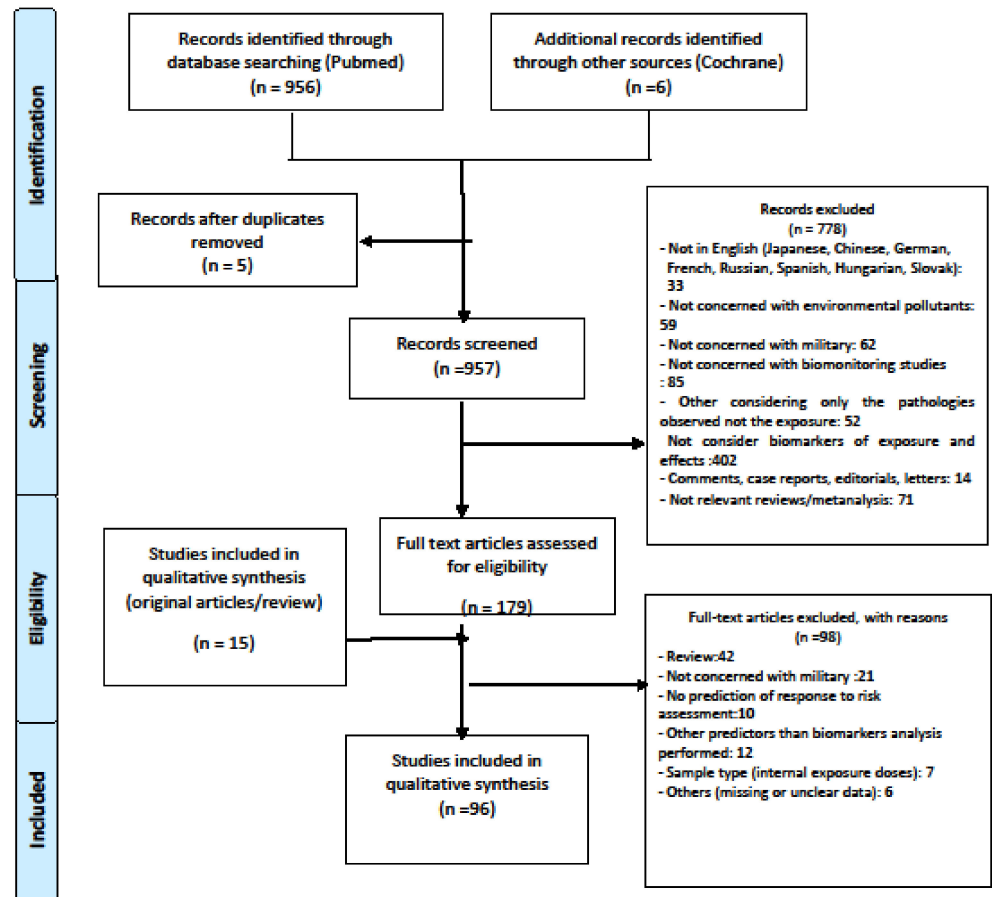 Records identified through
database searching (Pubmed)
(n = 956)
Additional records identified
through other sources (Cochrane)
(n =6)
Identification
Records after duplicates
removed
(n = 5)
Records excluded
(n = 778)
- Not in English (Japanese, Chinese, German,
French, Russian, Spanish, Hungarian, Slovak):
33
- Not concerned with environmental pollutants:
59
- Not concerned with military: 62
- Not concerned with biomonitoring studies
: 85
- Other considering only the pathologies
observed not the exposure: 52
Not consider biomarkers of exposure and
effects :402
- Comments, case reports, editorials, letters: 14
- Not relevant reviews/metanalysis: 71
Screening
Records screened
(n =957)
Eligibility
Studies included in
qualitative synthesis
(original articles/review)
(n = 15)
Full text articles assessed
for eligibility
(n = 179)
Full-text articles excluded, with reasons
(n =98)
- Review:42
- Not concerned with military :21
- No prediction of response to risk
assessment:10
- Other predictors than biomarkers analysis
performed: 12
- Sample type (internal exposure doses): 7
- Others (missing or unclear data): 6
Included
Studies included in
qualitative synthesis
(n =96)